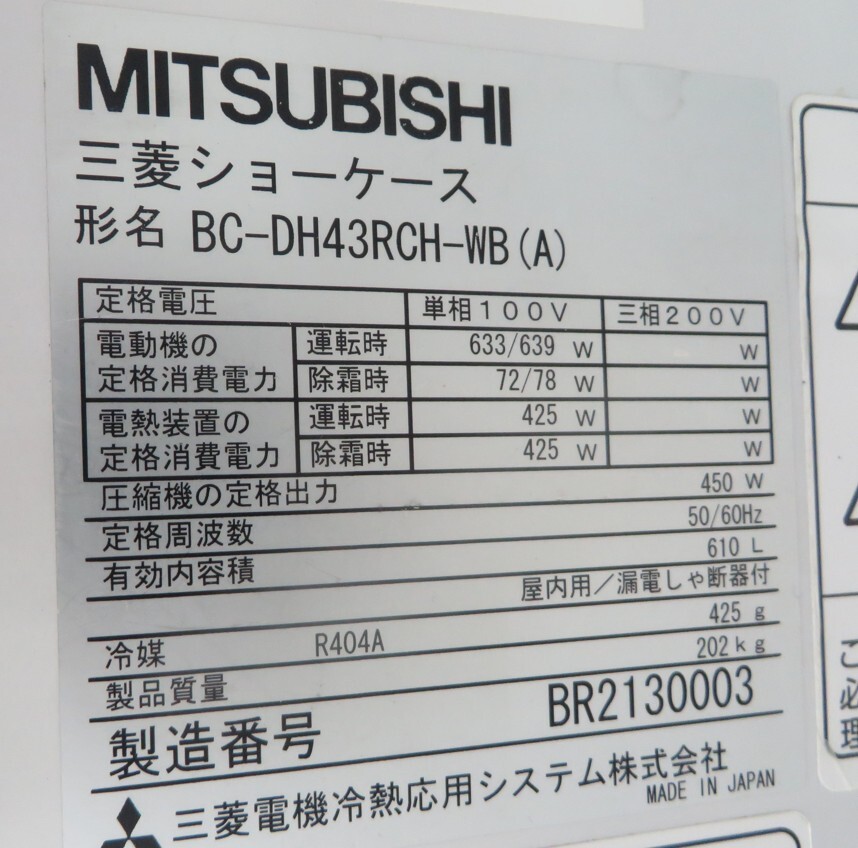 MITSUBISHI
三菱ショーケース
形名 BC-DH43RCH-WB(A)
定格電圧 単相100V 三相200V
電動機の定格消費電力 運転時 633/639 W W
除霜時 72/78 W W
電熱装置の定格消費電力 運転時 425 W W
除霜時 425 W W
圧縮機の定格出力 450 W
定格周波数 50/60Hz
有効内容積 610 L
屋内用/漏電しゃ断器付
冷媒 R404A 425 g
製品質量 202kg
製造番号 BR2130003
三菱電機冷熱応用システム株式会社
MADE IN JAPAN
こ
必
理